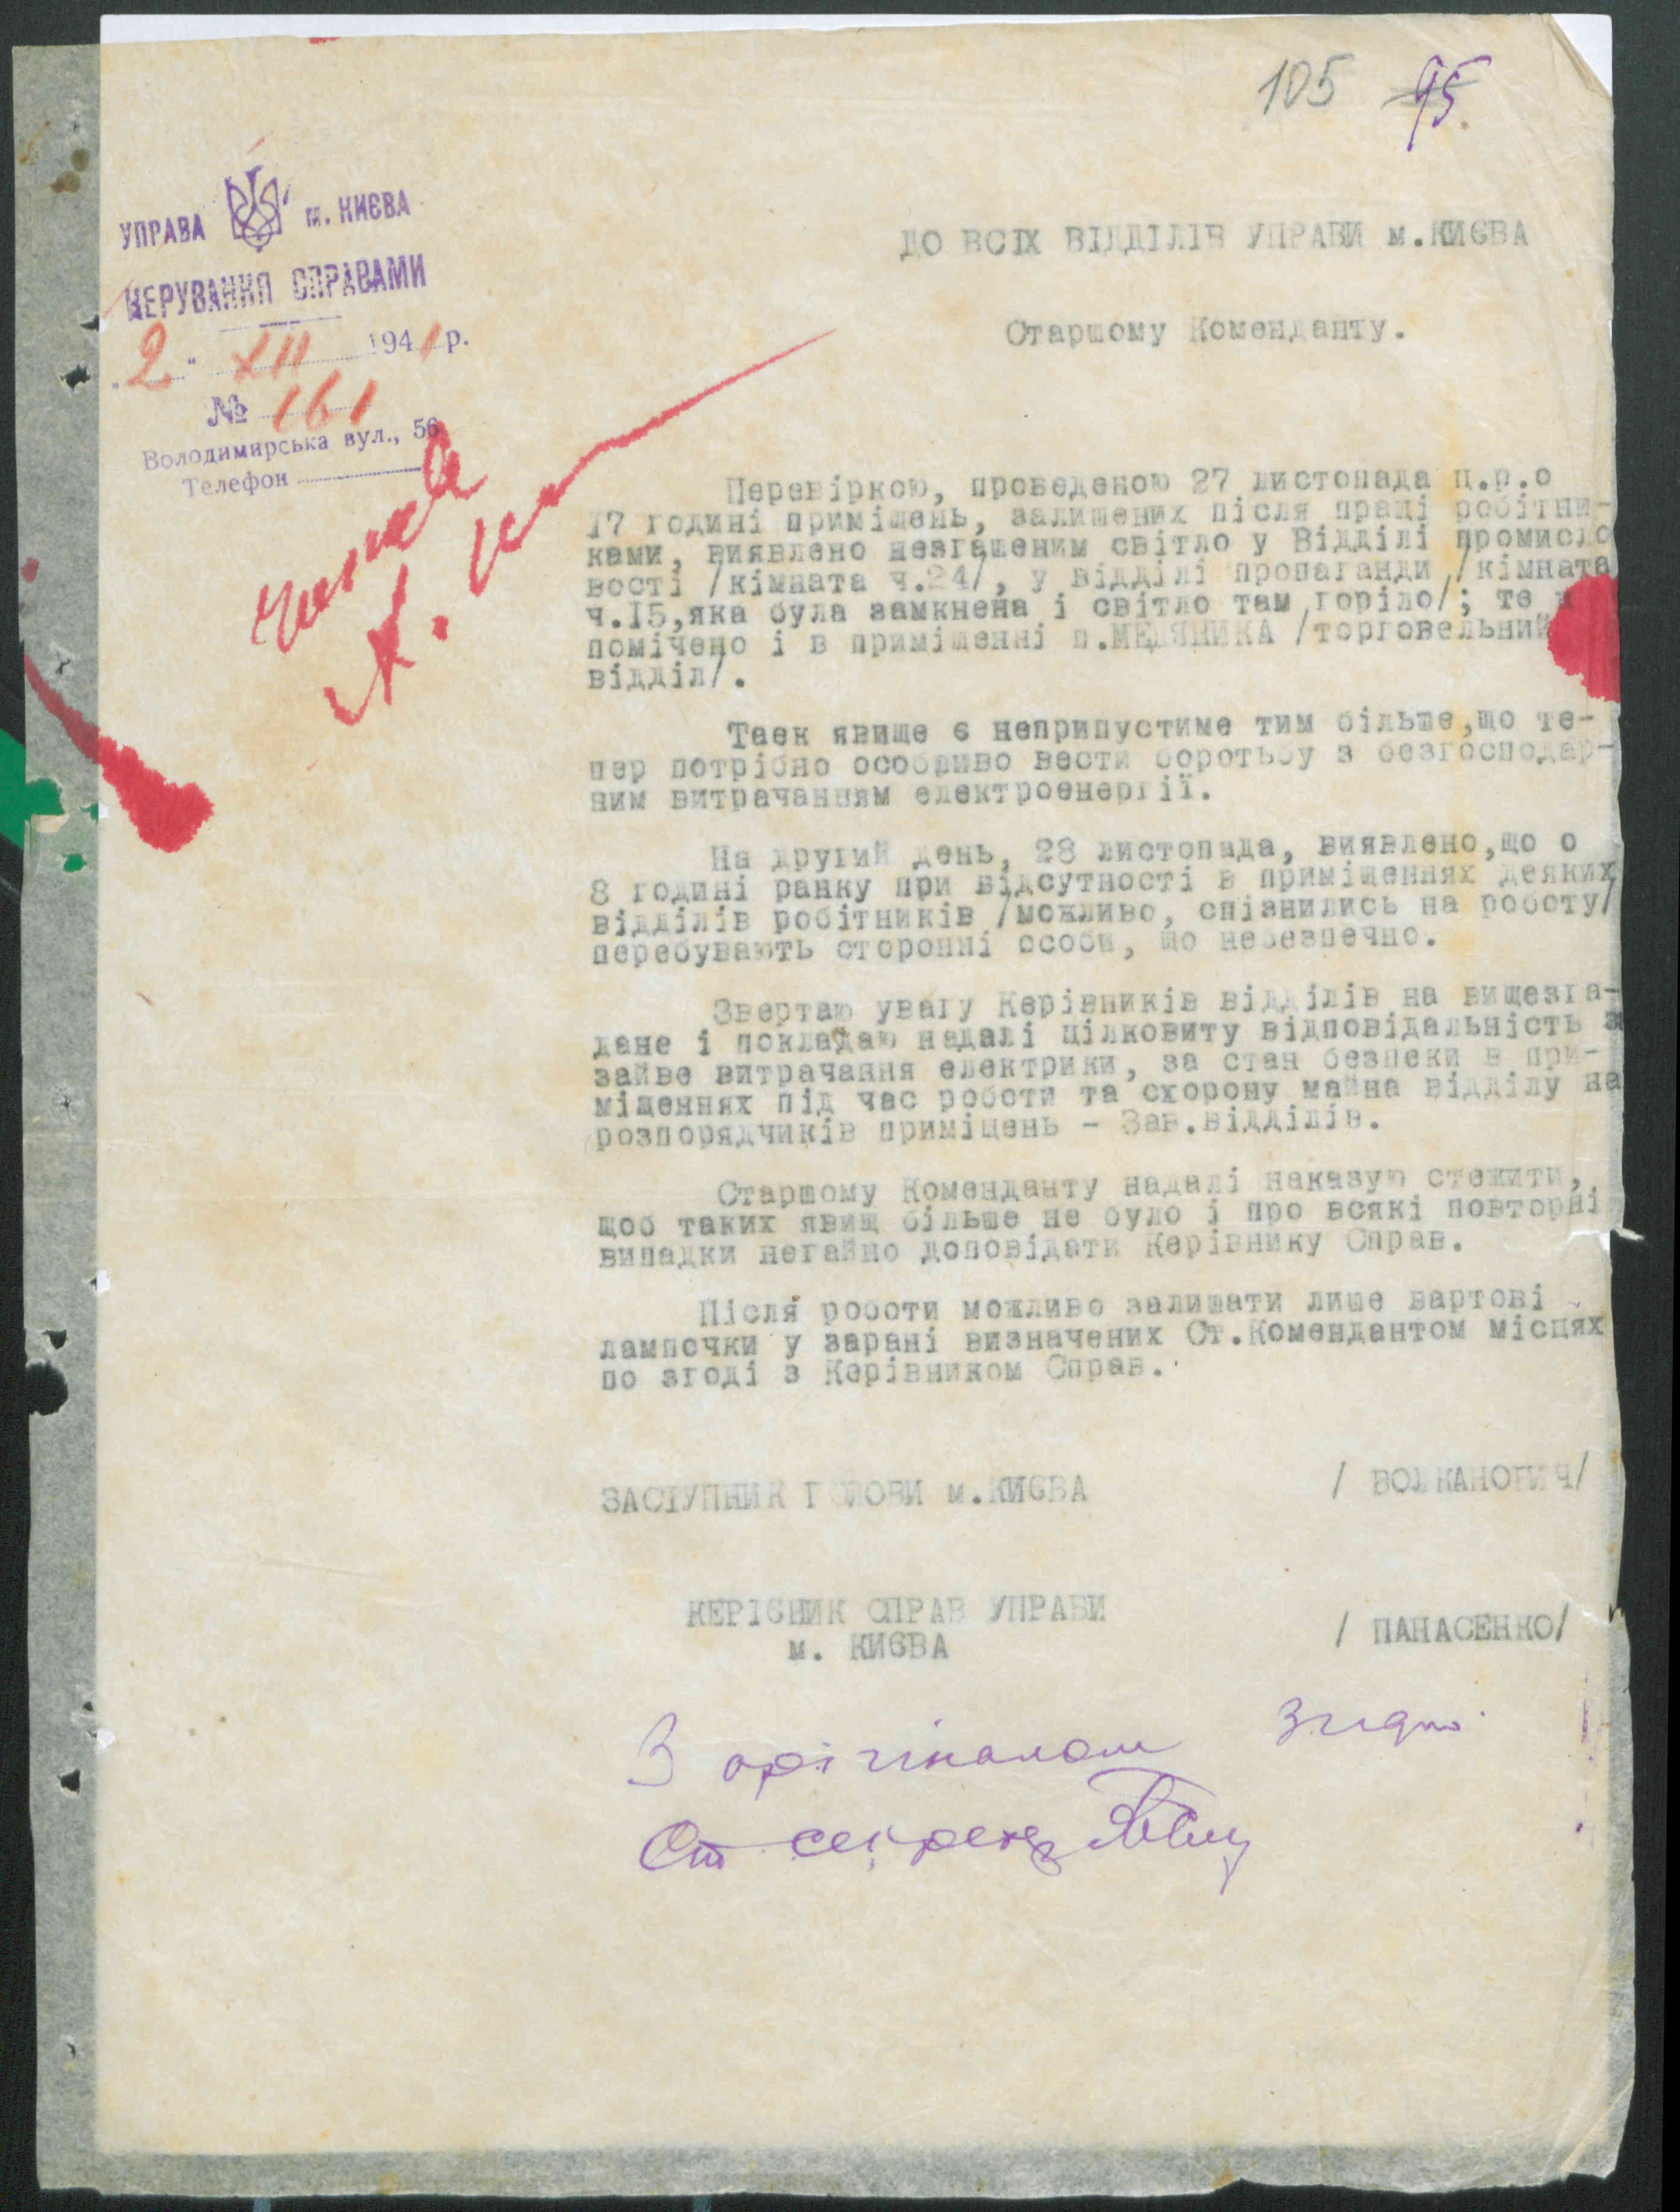 105 95
УПРАВА м. КИЄВА
КЕРУВАННЯ СПРАВАМИ
"2" XII 1941 р.
№ 161
Володимирська вул., 56
Телефон
ДО ВСІХ ВІДДІЛІВ УПРАВИ м.КИЄВА
Старшому Коменданту.
Перевіркою, проведеною 27 листопада ц.р.о
17 годині приміщень, залишених після праці робітни-
ками, виявлено незгашеним світло у Відділі промисло
вості /кімната ч.24/, у відділі пропаганди /кімната
ч.15,яка була замкнена і світло там горіло/; те ж
помічено і в приміщенні п.МЕДЯНИКА /торговельний
відділ/.
Таек явище є неприпустиме тим більше,що те-
пер потрібно особливо вести боротьбу з безгосподар-
ним витрачанням електроенергії.
На другий день, 28 листопада, виявлено,що о
8 годині ранку при відсутності в приміщеннях деяких
відділів робітників /можливо, спізнились на роботу/
перебувають сторонні особи, що небезпечно.
Звертаю увагу Керівників відділів на вищезга-
дане і покладаю надалі цілковиту відповідальність з
зайве витрачання електрики, за стан безпеки в при-
міщеннях під час роботи та схорону майна відділу на
розпорядчиків приміщень - Зав.відділів.
Старшому Коменданту надалі наказую стежити,
щоб таких явищ більше не було і про всякі повторні
випадки негайно доповідати Керівнику Справ.
Після роботи можливо залишати лише вартові
лампочки у зарані визначених Ст.Комендантом місцях
по згоді з Керівником Справ.
ЗАСТУПНИК ГОЛОВИ м.КИЄВА / ВОЛКАНОВИЧ/
КЕРІЄНИК СПРАВ УПРАВИ
м. КИЄВА / ПАНАСЕНКО/
З орігіналом згідно.
Ст секретар